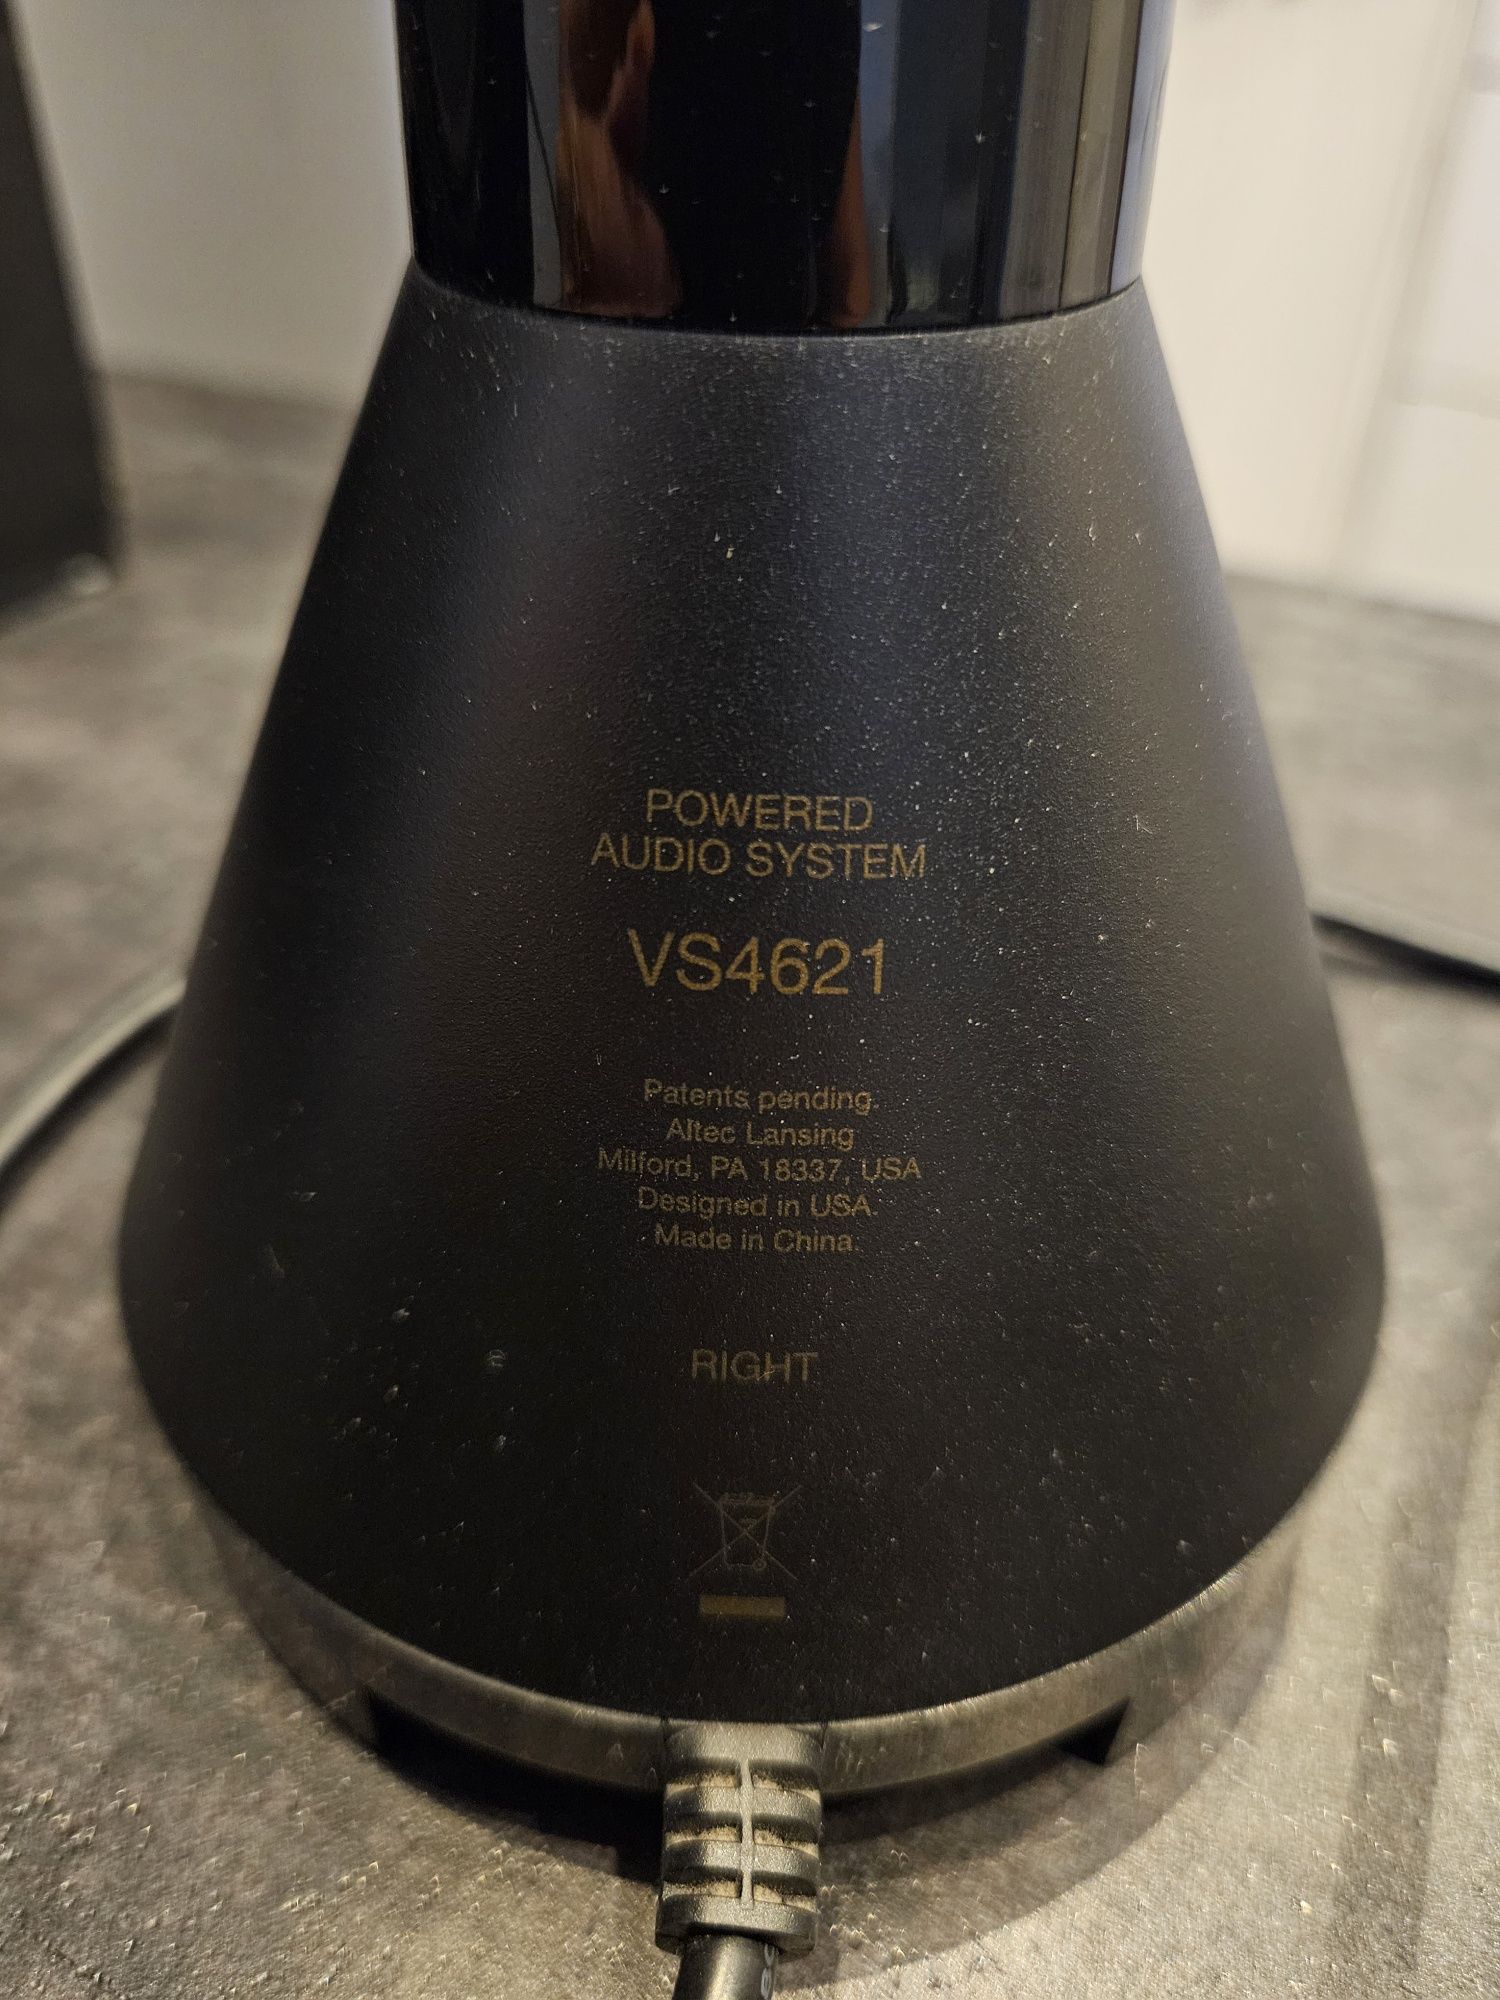 POWERED
AUDIO SYSTEM
VS4621
Patents pending.
Altec Lansing
Milford, PA 18337, USA
Designed in USA.
Made in China.
RIGHT